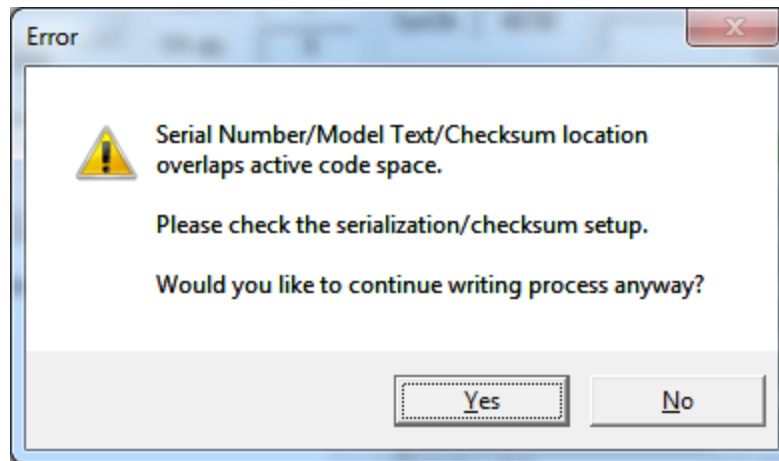 Error
Serial Number/Model Text/Checksum location
overlaps active code space.
Please check the serialization/checksum setup.
Would you like to continue writing process anyway?
Yes
No